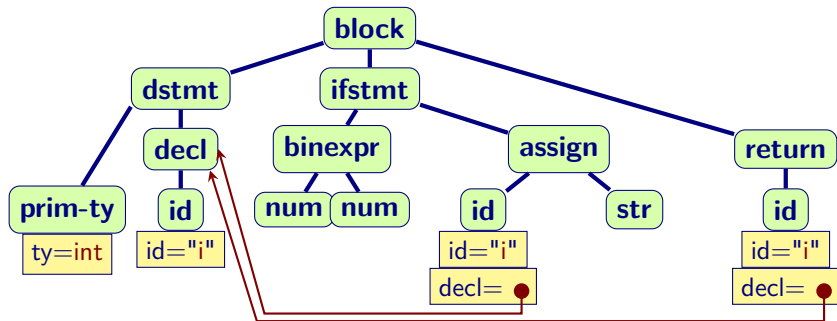 block
dstmt ifstmt
decl binexpr assign return
prim-ty id num num id str id
ty=int id="i" id="i" id="i"
decl= decl=